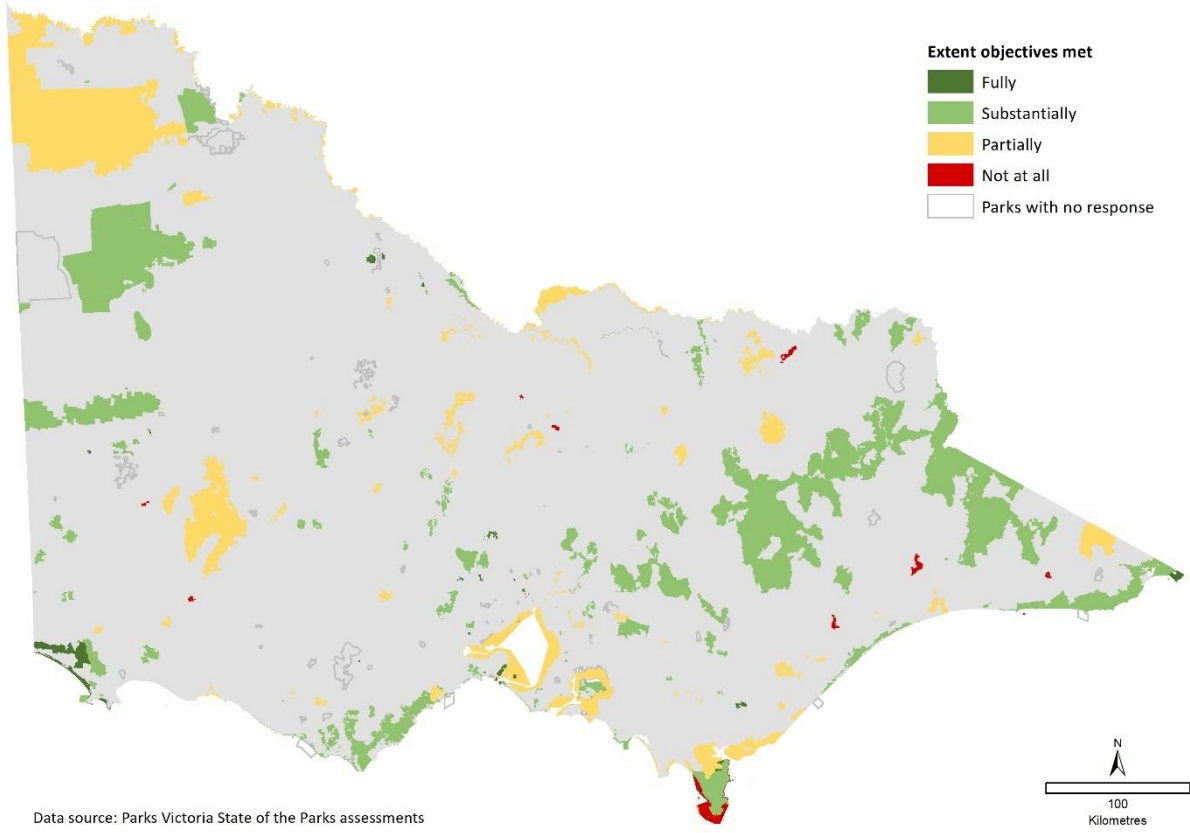 Extent objectives met
Fully
Substantially
Partially
Not at all
Parks with no response
N
100
Kilometres
Data source: Parks Victoria State of the Parks assessments